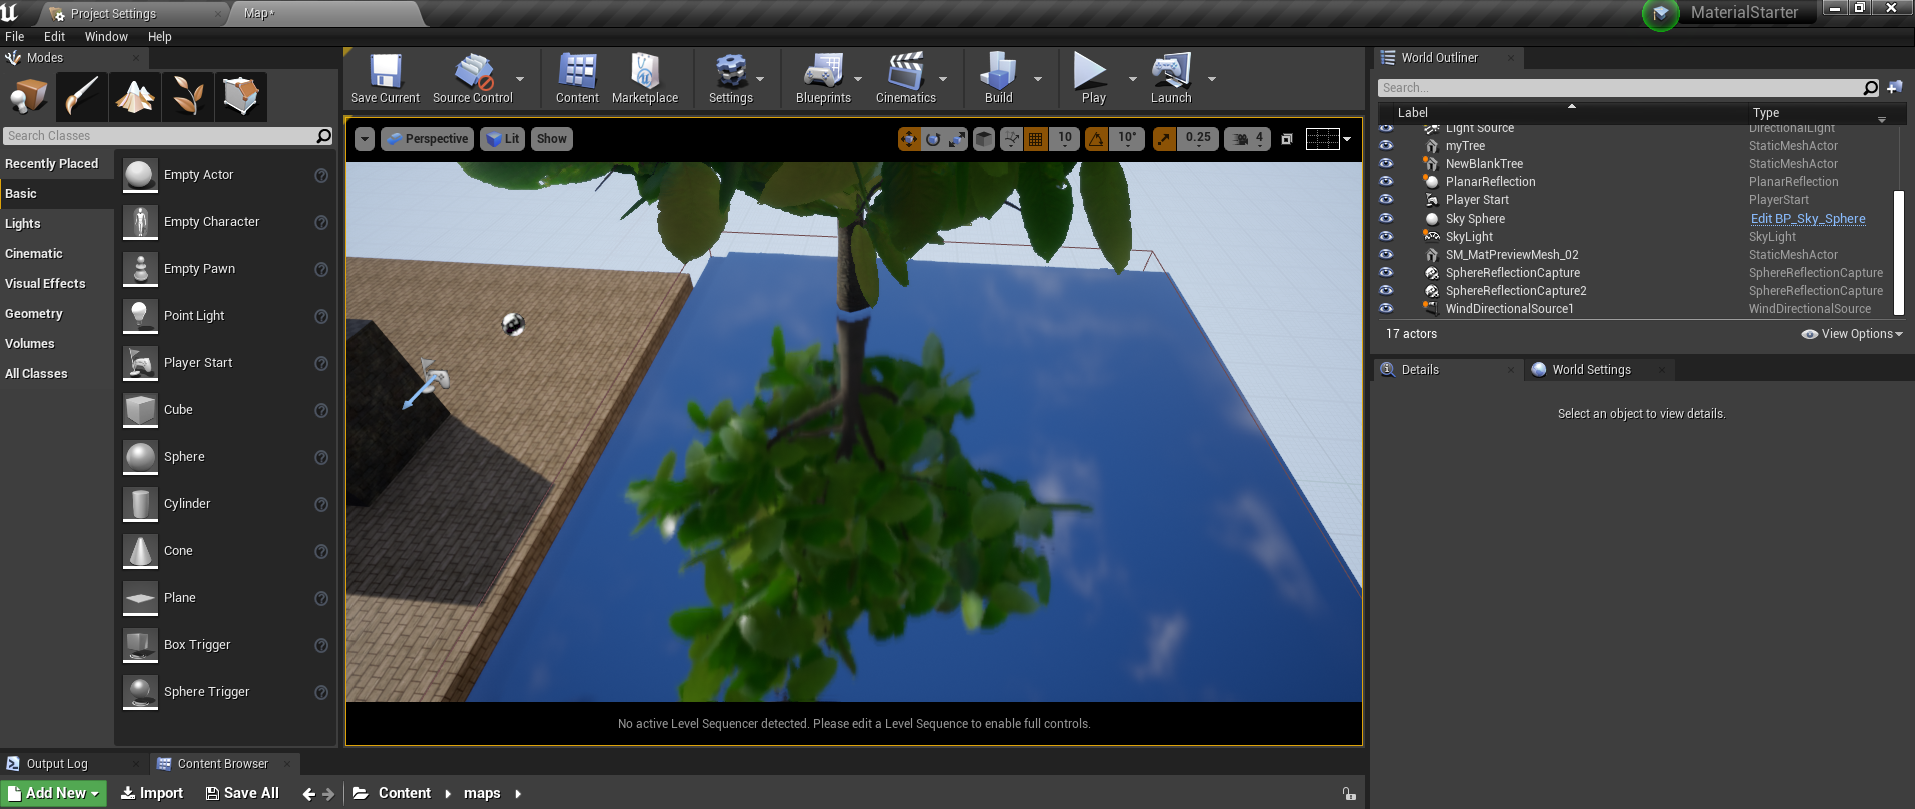 Project Settings
Map*
MaterialStarter
File Edit Window Help
Modes
Search Classes
Recently Placed
Basic
Lights
Cinematic
Visual Effects
Geometry
Volumes
All Classes
Empty Actor
Empty Character
Empty Pawn
Point Light
Player Start
Cube
Sphere
Cylinder
Cone
Plane
Box Trigger
Sphere Trigger
Save Current
Source Control
Content
Marketplace
Settings
Blueprints
Cinematics
Build
Play
Launch
Perspective Lit Show 10 10° 0.25 4
No active Level Sequencer detected. Please edit a Level Sequence to enable full controls.
World Outliner
Search...
Label Type
Light Source DirectionalLight
myTree StaticMeshActor
NewBlankTree StaticMeshActor
PlanarReflection PlanarReflection
Player Start PlayerStart
Sky Sphere Edit BP_Sky_Sphere
SkyLight SkyLight
SM_MatPreviewMesh_02 StaticMeshActor
SphereReflectionCapture SphereReflectionCapture
SphereReflectionCapture2 SphereReflectionCapture
WindDirectionalSource1 WindDirectionalSource
17 actors View Options
Details
World Settings
Select an object to view details.
Output Log
Content Browser
Add New Import Save All Content maps